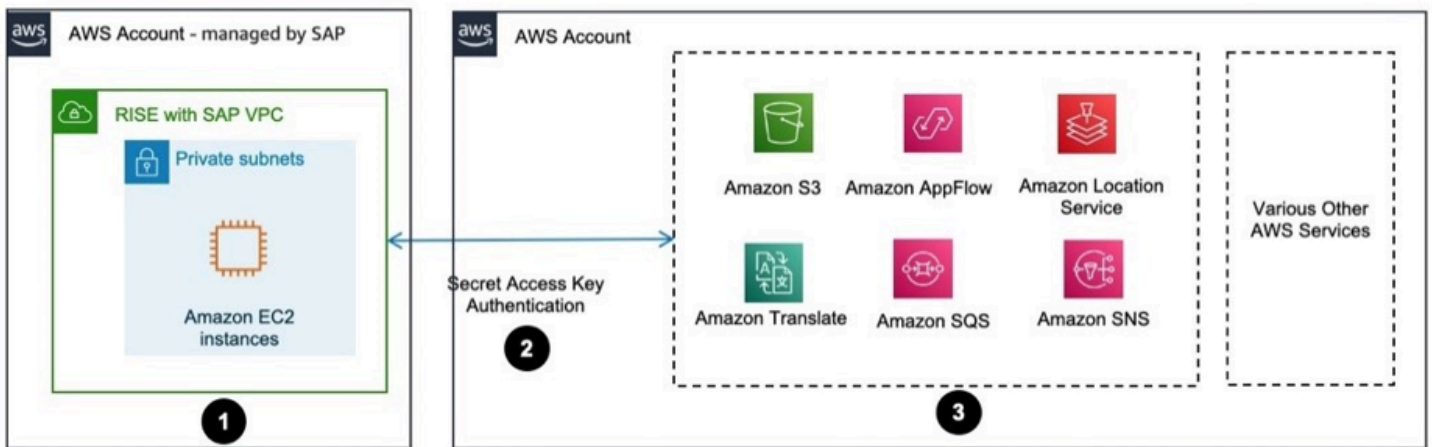 aws
AWS Account - managed by SAP
RISE with SAP VPC
Private subnets
Amazon EC2
instances
1
Secret Access Key
Authentication
2
aws
AWS Account
Amazon S3
Amazon AppFlow
Amazon Location
Service
Amazon Translate
Amazon SQS
Amazon SNS
3
Various Other
AWS Services